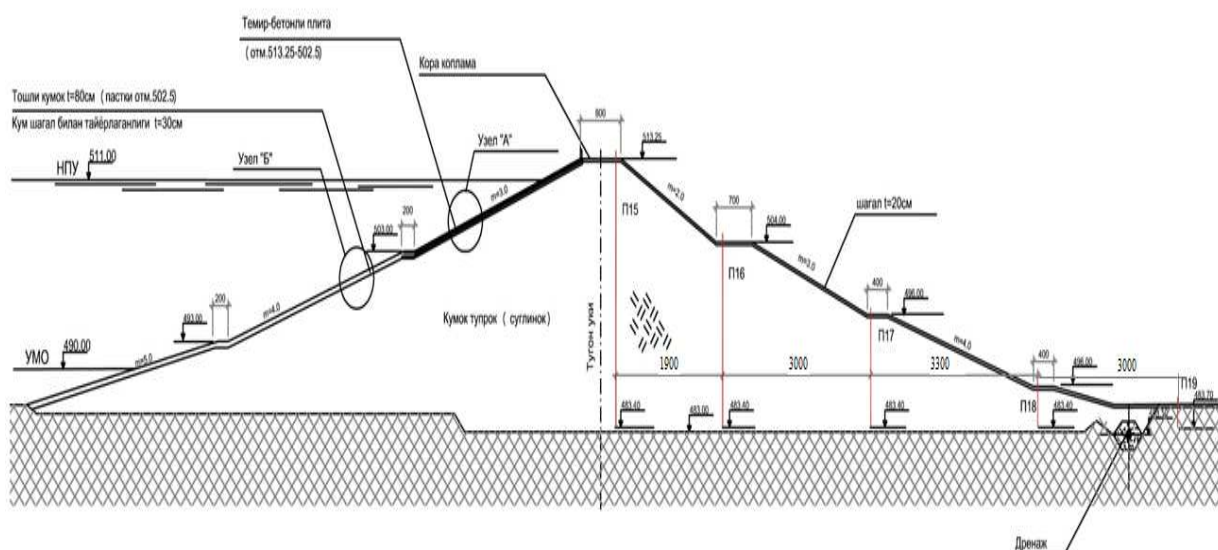 Темир-бетонли плита
( отм.513.25-502.5)
Кора коплама
Тошли кумок t=80см ( пастки отм.502.5)
Кум шагал билан тайёрлаганлиги t=30см
Узел "Б"
Узел "А"
НПУ
511.00
800
513.25
m=3.0
m=2.0
200
503.00
П15
700
504.00
шагал t=20см
П16
m=3.0
m=4.0
200
493.00
400
496.00
П17
Кумок тупрок ( суглинок)
Тугон уки
УМО
490.00
m=5.0
m=4.0
1900
3000
3300
400
496.00
3000
П19
П18
483.70
483.40
483.00
483.40
483.40
483.40
Дренаж